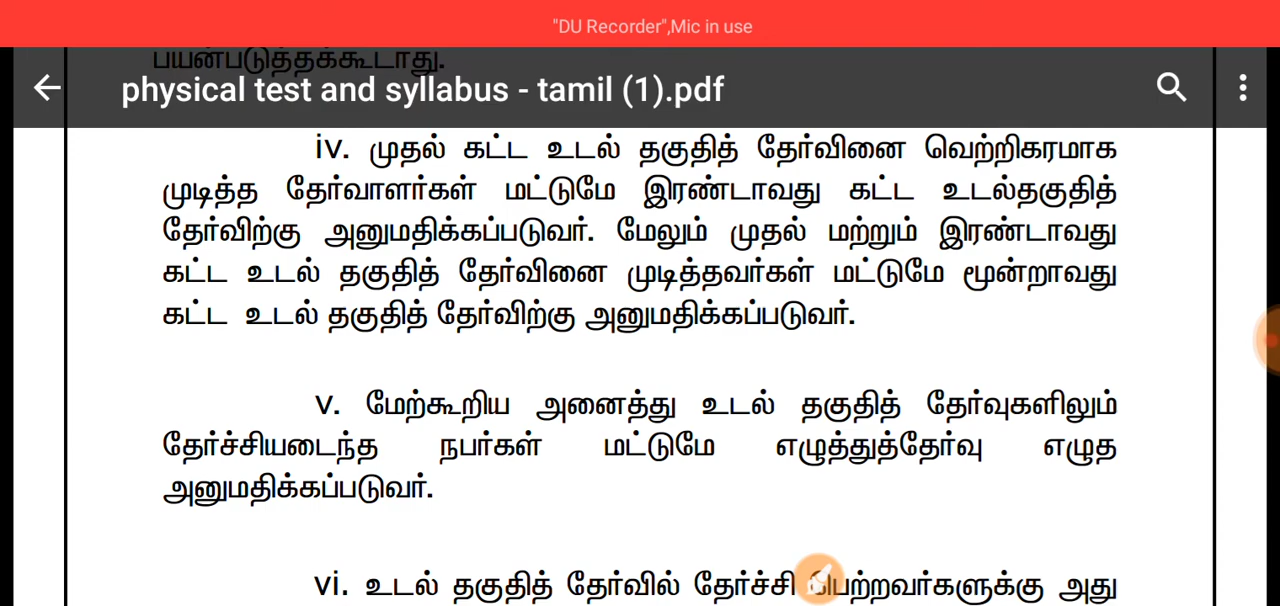 "DU Recorder",Mic in use
பயன்படுத்தக்கூடாது.
physical test and syllabus - tamil (1).pdf
iv. முதல் கட்ட உடல் தகுதித் தேர்வினை வெற்றிகரமாக
முடித்த தேர்வாளர்கள் மட்டுமே இரண்டாவது கட்ட உடல்தகுதித்
தேர்விற்கு அனுமதிக்கப்படுவர். மேலும் முதல் மற்றும் இரண்டாவது
கட்ட உடல் தகுதித் தேர்வினை முடித்தவர்கள் மட்டுமே மூன்றாவது
கட்ட உடல் தகுதித் தேர்விற்கு அனுமதிக்கப்படுவர்.
v. மேற்கூறிய அனைத்து உடல் தகுதித் தேர்வுகளிலும்
தேர்ச்சியடைந்த நபர்கள் மட்டுமே எழுத்துத்தேர்வு எழுத
அனுமதிக்கப்படுவர்.
vi. உடல் தகுதித் தேர்வில் தேர்ச்சி பெற்றவர்களுக்கு அது